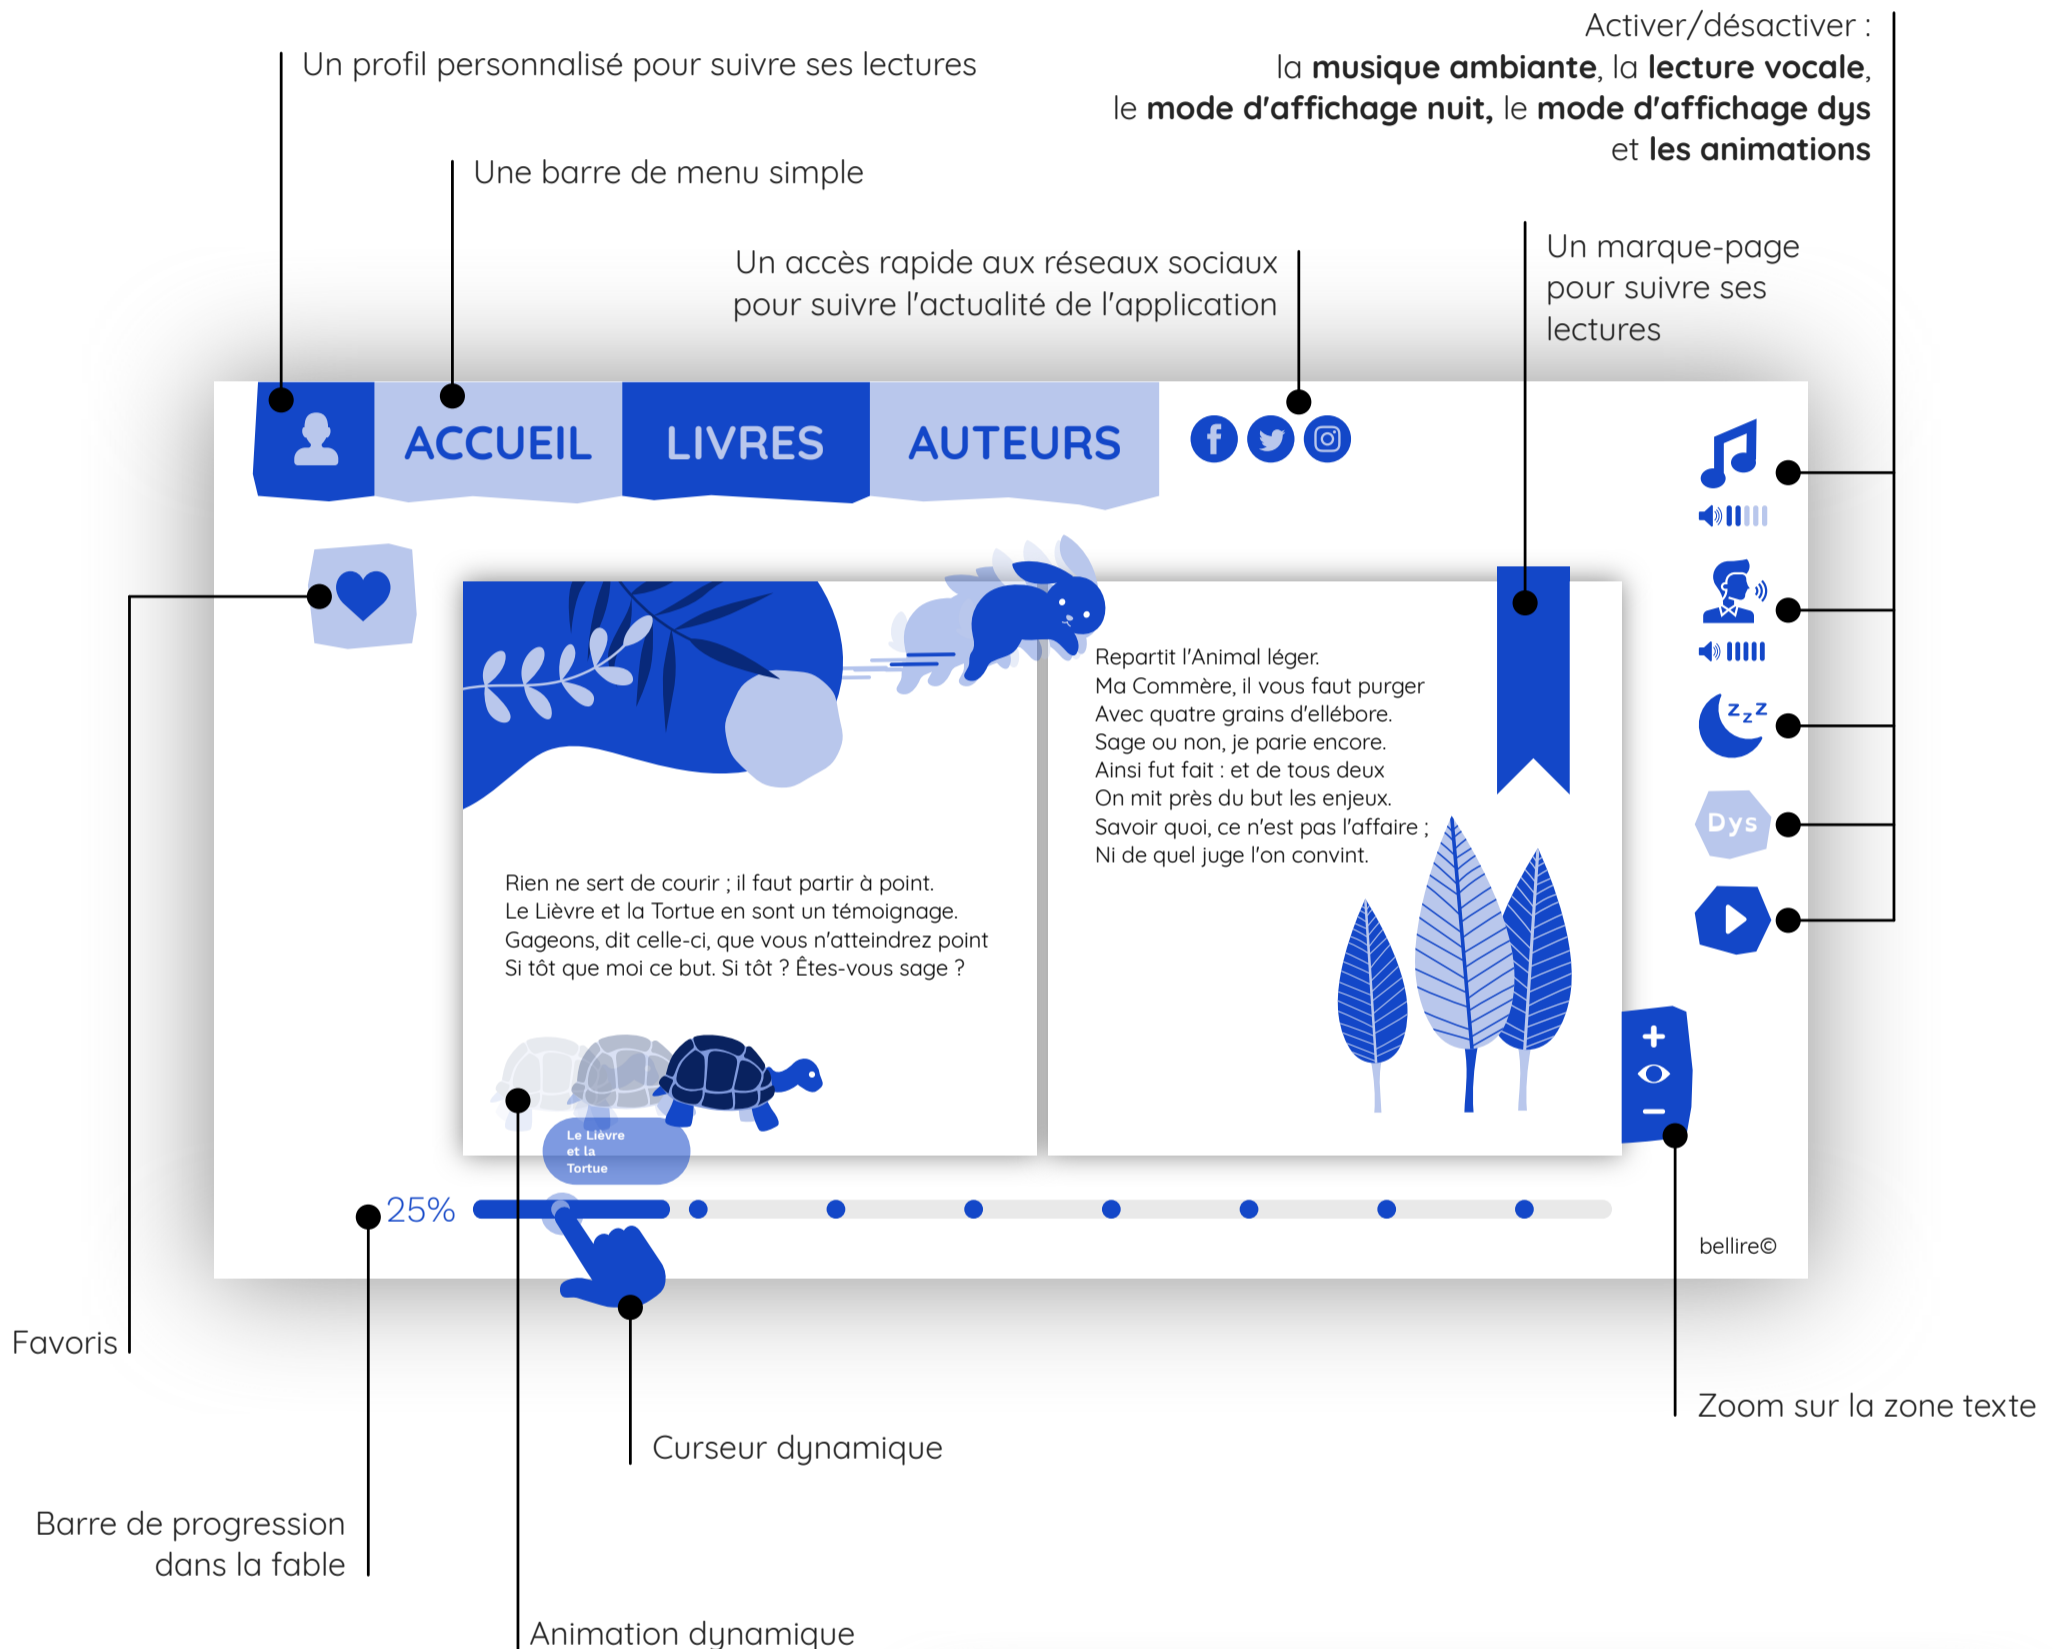 Activer/désactiver :
la musique ambiante, la lecture vocale,
le mode d'affichage nuit, le mode d'affichage dys
et les animations
Un profil personnalisé pour suivre ses lectures
Une barre de menu simple
Un accès rapide aux réseaux sociaux
pour suivre l'actualité de l'application
Un marque-page
pour suivre ses
lectures
ACCUEIL
LIVRES
AUTEURS
Repartit l'Animal léger.
Ma Commère, il vous faut purger
Avec quatre grains d'ellébore.
Sage ou non, je parie encore.
Ainsi fut fait : et de tous deux
On mit près du but les enjeux.
Savoir quoi, ce n'est pas l'affaire ;
Ni de quel juge l'on convint.
zzz
Dys
Rien ne sert de courir ; il faut partir à point.
Le Lièvre et la Tortue en sont un témoignage.
Gageons, dit celle-ci, que vous n'atteindrez point
Si tôt que moi ce but. Si tôt ? Êtes-vous sage ?
Le Lièvre
et la
Tortue
25%
bellire©
Favoris
Zoom sur la zone texte
Curseur dynamique
Barre de progression
dans la fable
Animation dynamique